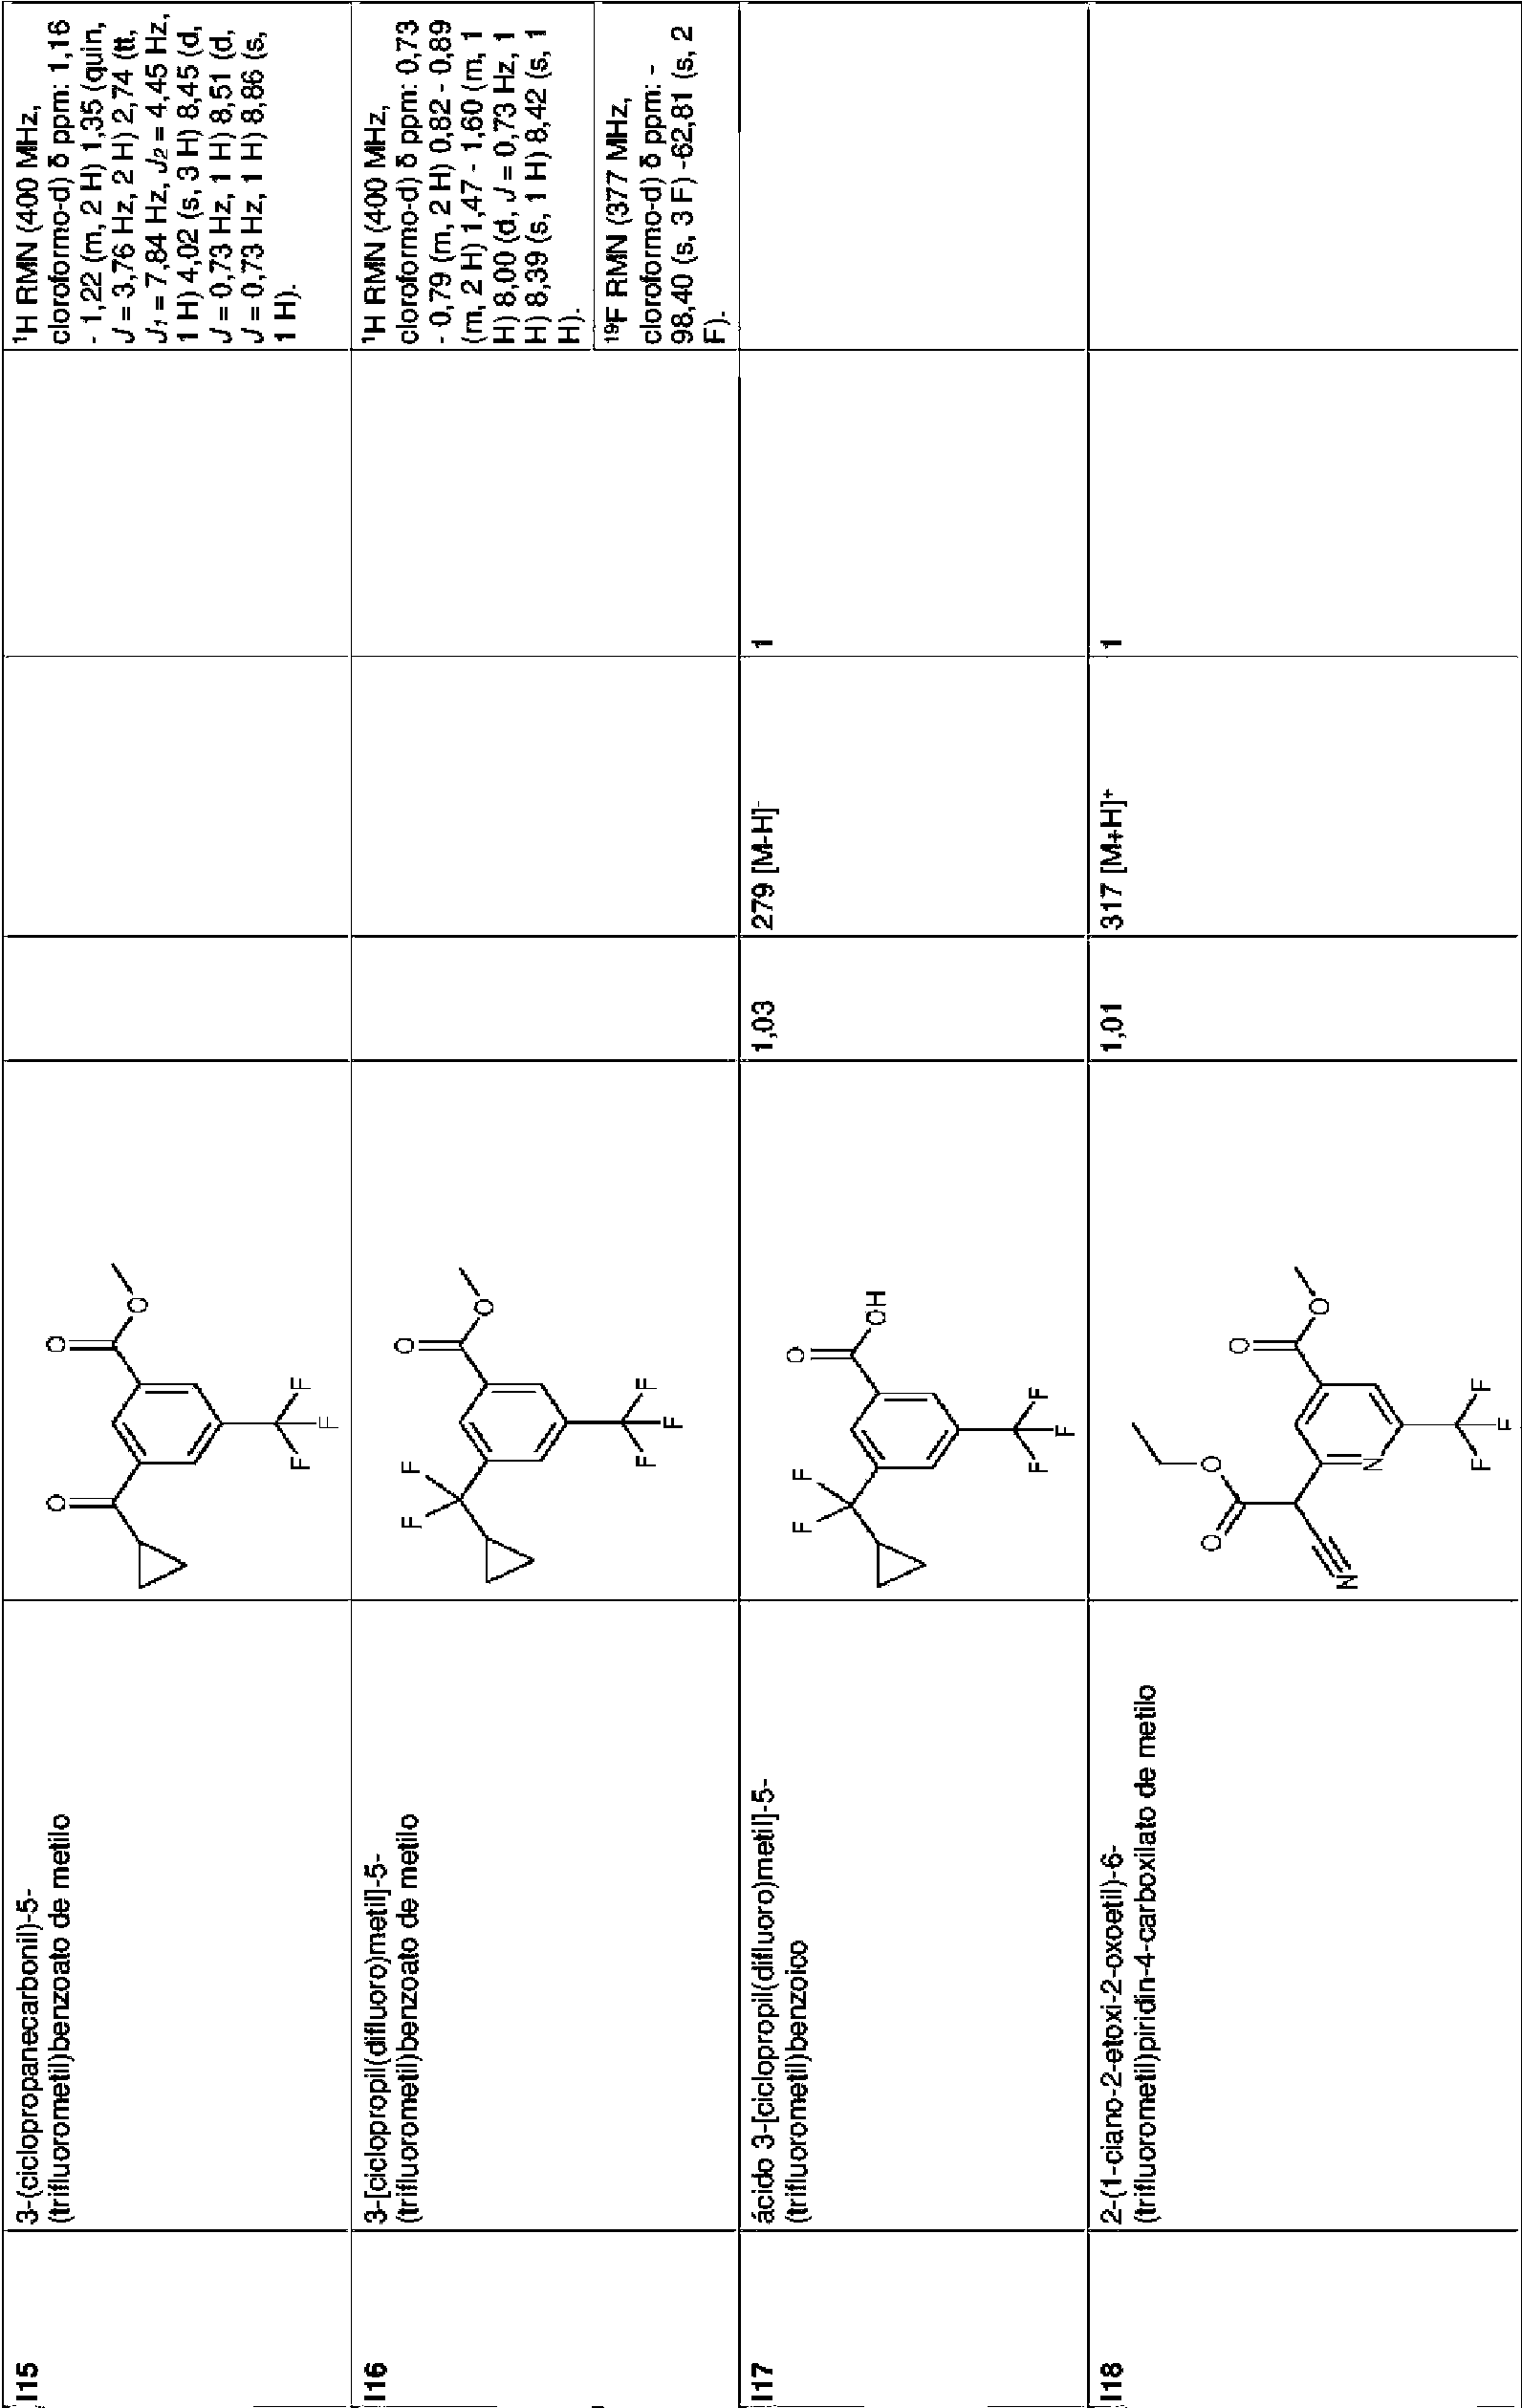 I15
3-(ciclopropanecarbonil)-5-
(trifluorometil)benzoato de metilo
O
O
O
F
F
F
¹H RMN (400 MHz,
cloroformo-d) δ ppm: 1,16
- 1,22 (m, 2 H) 1,35 (quin,
J = 3,76 Hz, 2 H) 2,74 (tt,
J₁ = 7,84 Hz, J₂ = 4,45 Hz,
1 H) 4,02 (s, 3 H) 8,45 (d,
J = 0,73 Hz, 1 H) 8,51 (d,
J = 0,73 Hz, 1 H) 8,86 (s,
1 H).
I16
3-[ciclopropil(difluoro)metil]-5-
(trifluorometil)benzoato de metilo
F
F
O
O
F
F
F
¹H RMN (400 MHz,
cloroformo-d) δ ppm: 0,73
- 0,79 (m, 2 H) 0,82 - 0,89
(m, 2 H) 1,47 - 1,60 (m, 1
H) 8,00 (d, J = 0,73 Hz, 1
H) 8,39 (s, 1 H) 8,42 (s, 1
H).
¹⁹F RMN (377 MHz,
cloroformo-d) δ ppm: -
98,40 (s, 3 F) -62,81 (s, 2
F).
I17
ácido 3-[ciclopropil(difluoro)metil]-5-
(trifluorometil)benzoico
F
F
O
OH
F
F
F
1,03
279 [M-H]⁻
1
I18
2-(1-ciano-2-etoxi-2-oxoetil)-6-
(trifluorometil)piridin-4-carboxilato de metilo
O
O
N
N
O
O
F
F
F
1,01
317 [M+H]⁺
1